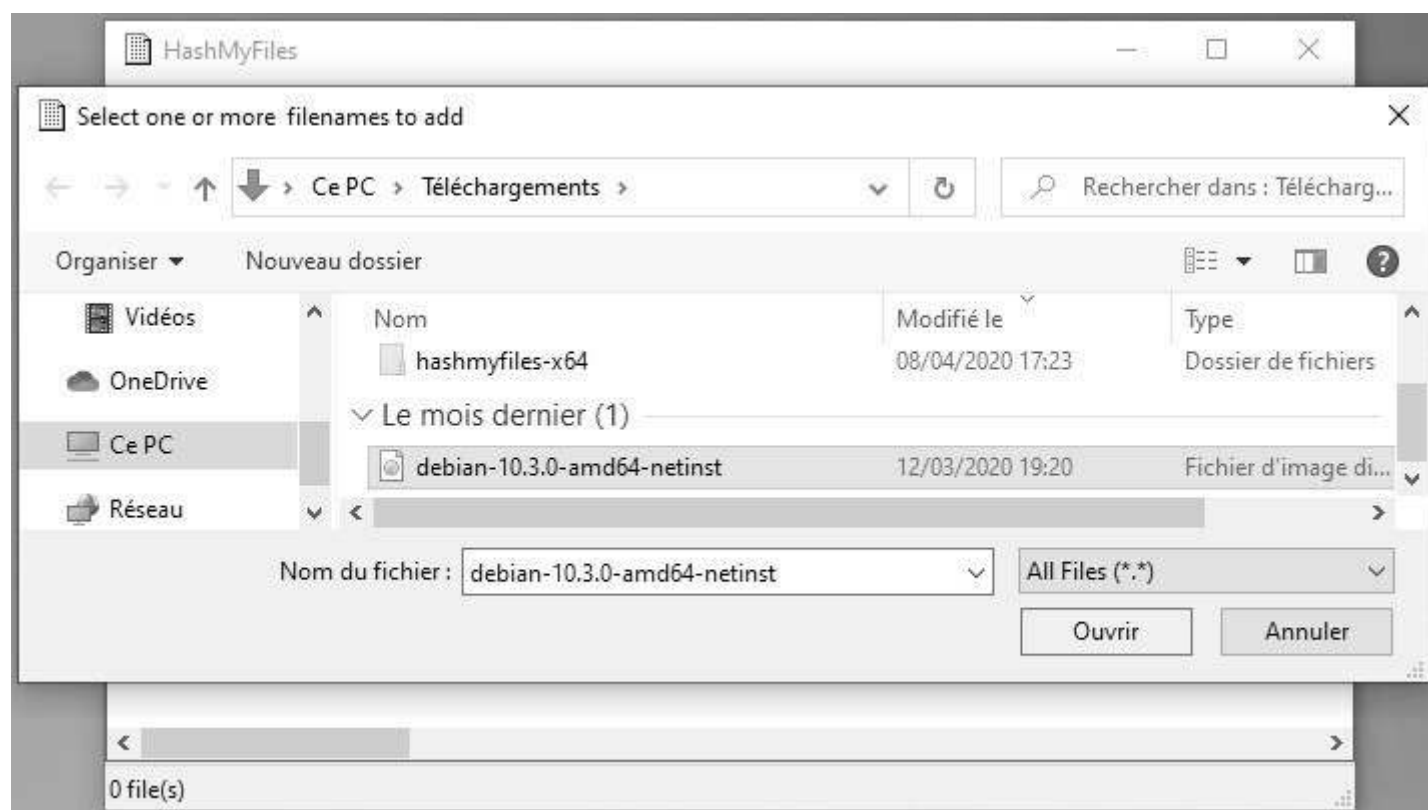 HashMyFiles
Select one or more filenames to add
Ce PC > Téléchargements >
Rechercher dans : Télécharg...
Organiser
Nouveau dossier
Vidéos
OneDrive
Ce PC
Réseau
Nom Modifié le Type
hashmyfiles-x64 08/04/2020 17:23 Dossier de fichiers
Le mois dernier (1)
debian-10.3.0-amd64-netinst 12/03/2020 19:20 Fichier d'image di...
Nom du fichier : debian-10.3.0-amd64-netinst All Files (*.*)
Ouvrir Annuler
0 file(s)